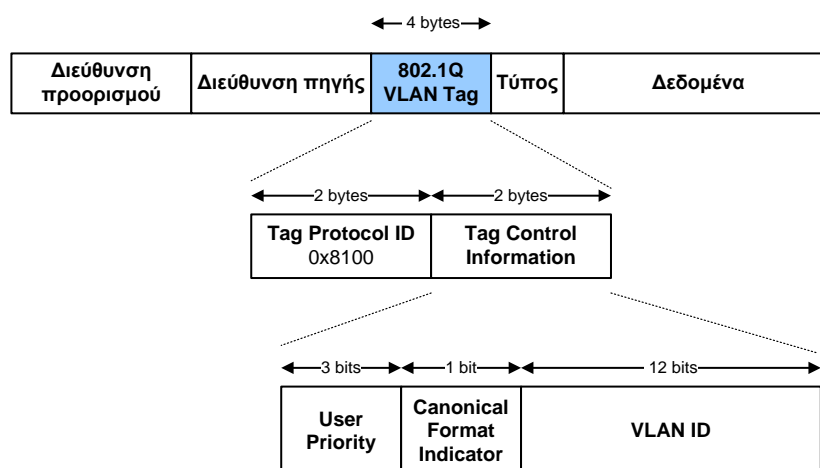 4 bytes
Διεύθυνση
προορισμού
Διεύθυνση πηγής
802.1Q
VLAN Tag
Τύπος
Δεδομένα
2 bytes
2 bytes
Tag Protocol ID
0x8100
Tag Control
Information
3 bits
1 bit
12 bits
User
Priority
Canonical
Format
Indicator
VLAN ID